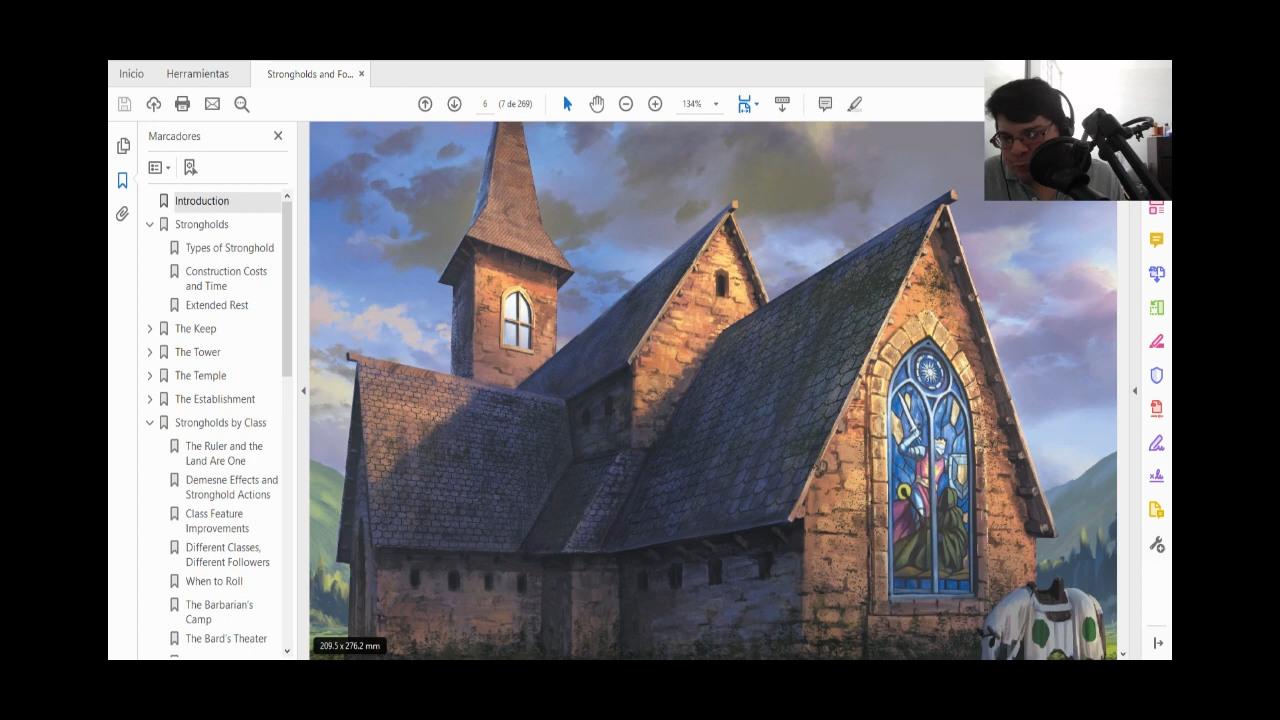 Inicio Herramientas Strongholds and Fo... ×
6 (7 de 269) 134%
Marcadores
Introduction
Strongholds
Types of Stronghold
Construction Costs
and Time
Extended Rest
The Keep
The Tower
The Temple
The Establishment
Strongholds by Class
The Ruler and the
Land Are One
Demesne Effects and
Stronghold Actions
Class Feature
Improvements
Different Classes,
Different Followers
When to Roll
The Barbarian's
Camp
The Bard's Theater
209.5 x 276.2 mm